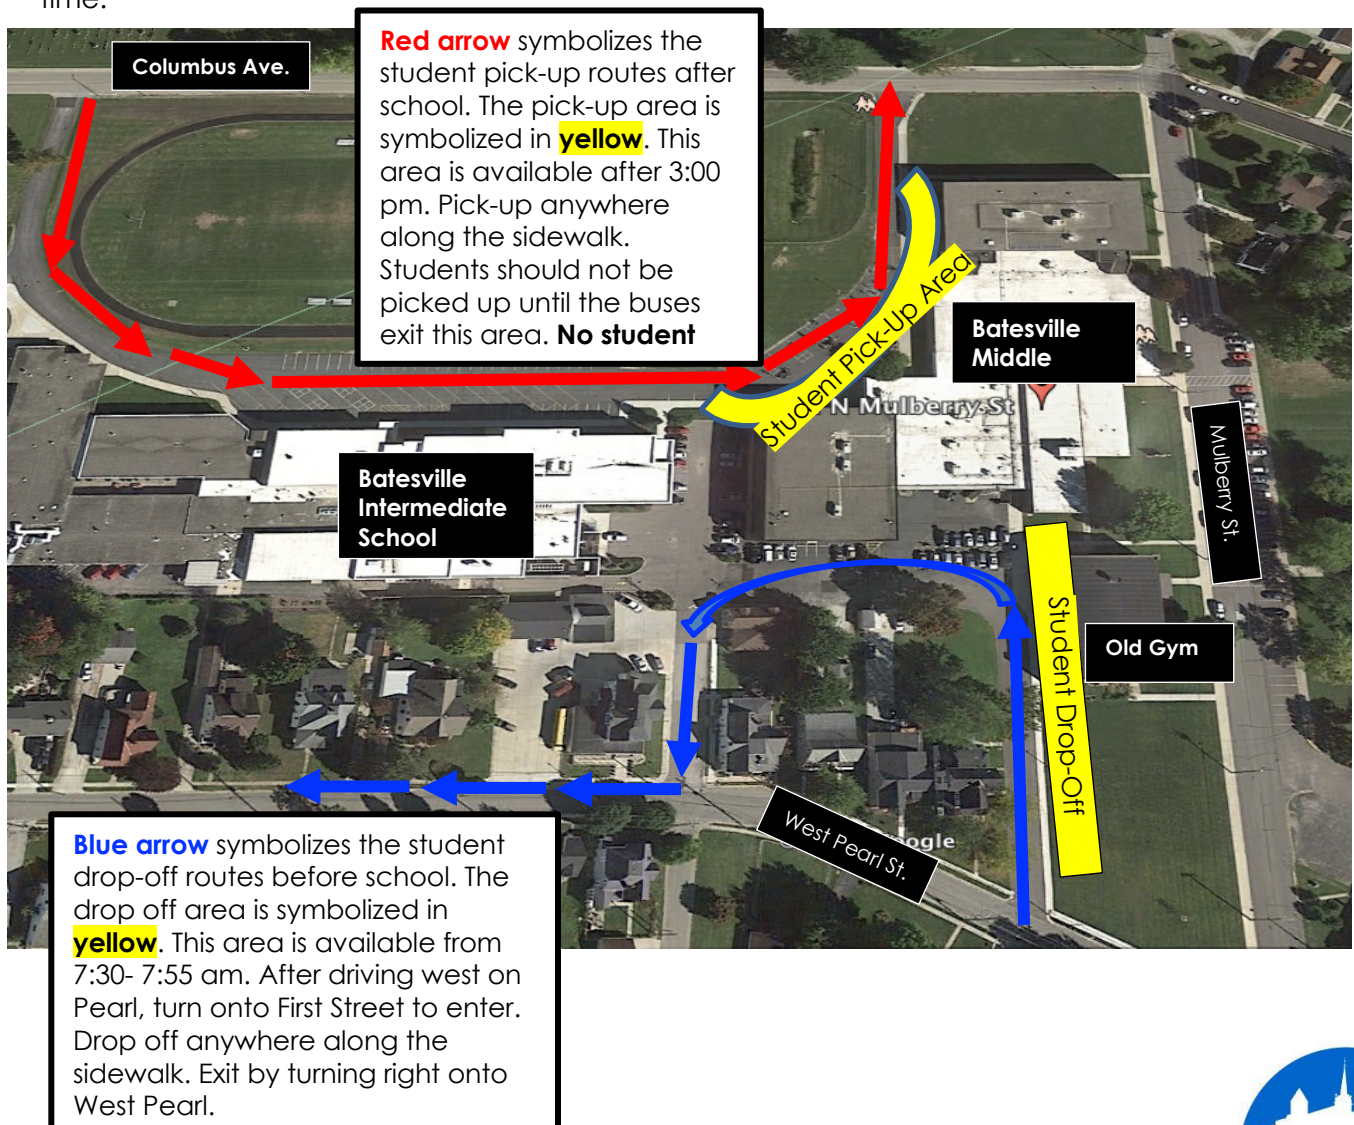 time.
Columbus Ave.
Red arrow symbolizes the
student pick-up routes after
school. The pick-up area is
symbolized in yellow. This
area is available after 3:00
pm. Pick-up anywhere
along the sidewalk.
Students should not be
picked up until the buses
exit this area. No student
Student Pick-Up Area
Batesville
Middle
N Mulberry St
Mulberry St.
Batesville
Intermediate
School
Student Drop-Off
Old Gym
West Pearl St.
oogle
Blue arrow symbolizes the student
drop-off routes before school. The
drop off area is symbolized in
yellow. This area is available from
7:30- 7:55 am. After driving west on
Pearl, turn onto First Street to enter.
Drop off anywhere along the
sidewalk. Exit by turning right onto
West Pearl.